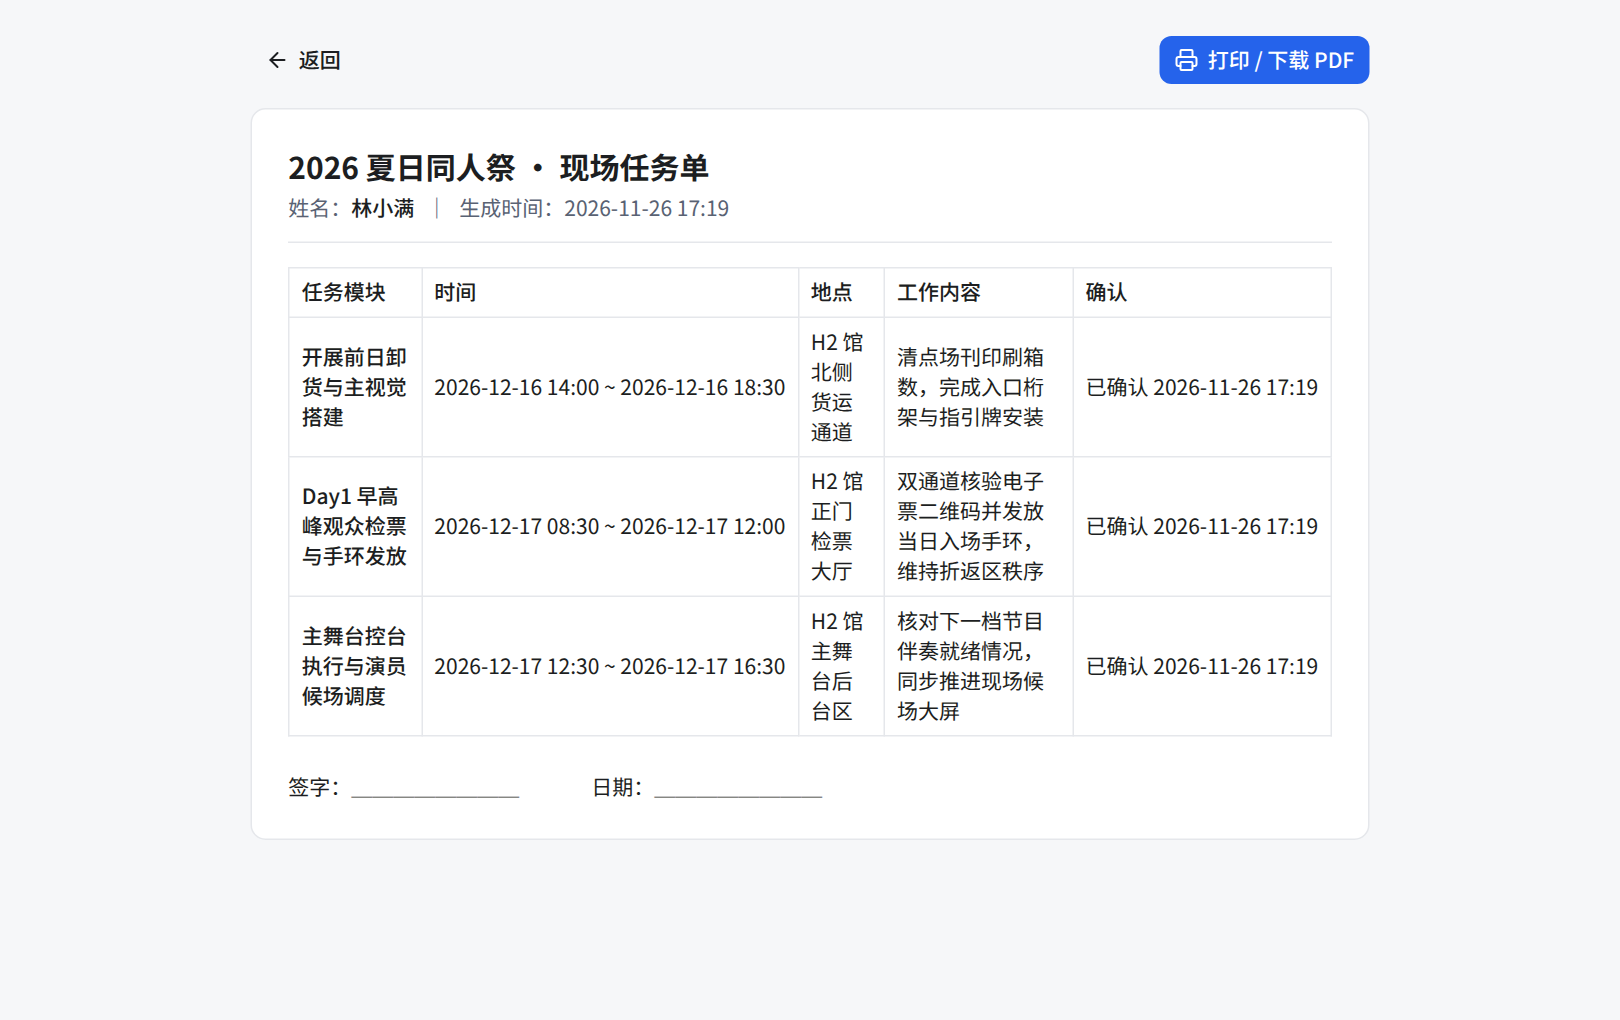 返回
打印 / 下载 PDF
2026 夏日同人祭 · 现场任务单
姓名：林小满 | 生成时间：2026-11-26 17:19
任务模块 时间 地点 工作内容 确认
开展前日卸
货与主视觉
搭建
2026-12-16 14:00 ~ 2026-12-16 18:30
H2 馆
北侧
货运
通道
清点场刊印刷箱
数，完成入口桁
架与指引牌安装
已确认 2026-11-26 17:19
Day1 早高
峰观众检票
与手环发放
2026-12-17 08:30 ~ 2026-12-17 12:00
H2 馆
正门
检票
大厅
双通道核验电子
票二维码并发放
当日入场手环，
维持折返区秩序
已确认 2026-11-26 17:19
主舞台控台
执行与演员
候场调度
2026-12-17 12:30 ~ 2026-12-17 16:30
H2 馆
主舞
台后
台区
核对下一档节目
伴奏就绪情况，
同步推进现场候
场大屏
已确认 2026-11-26 17:19
签字：________________ 日期：________________